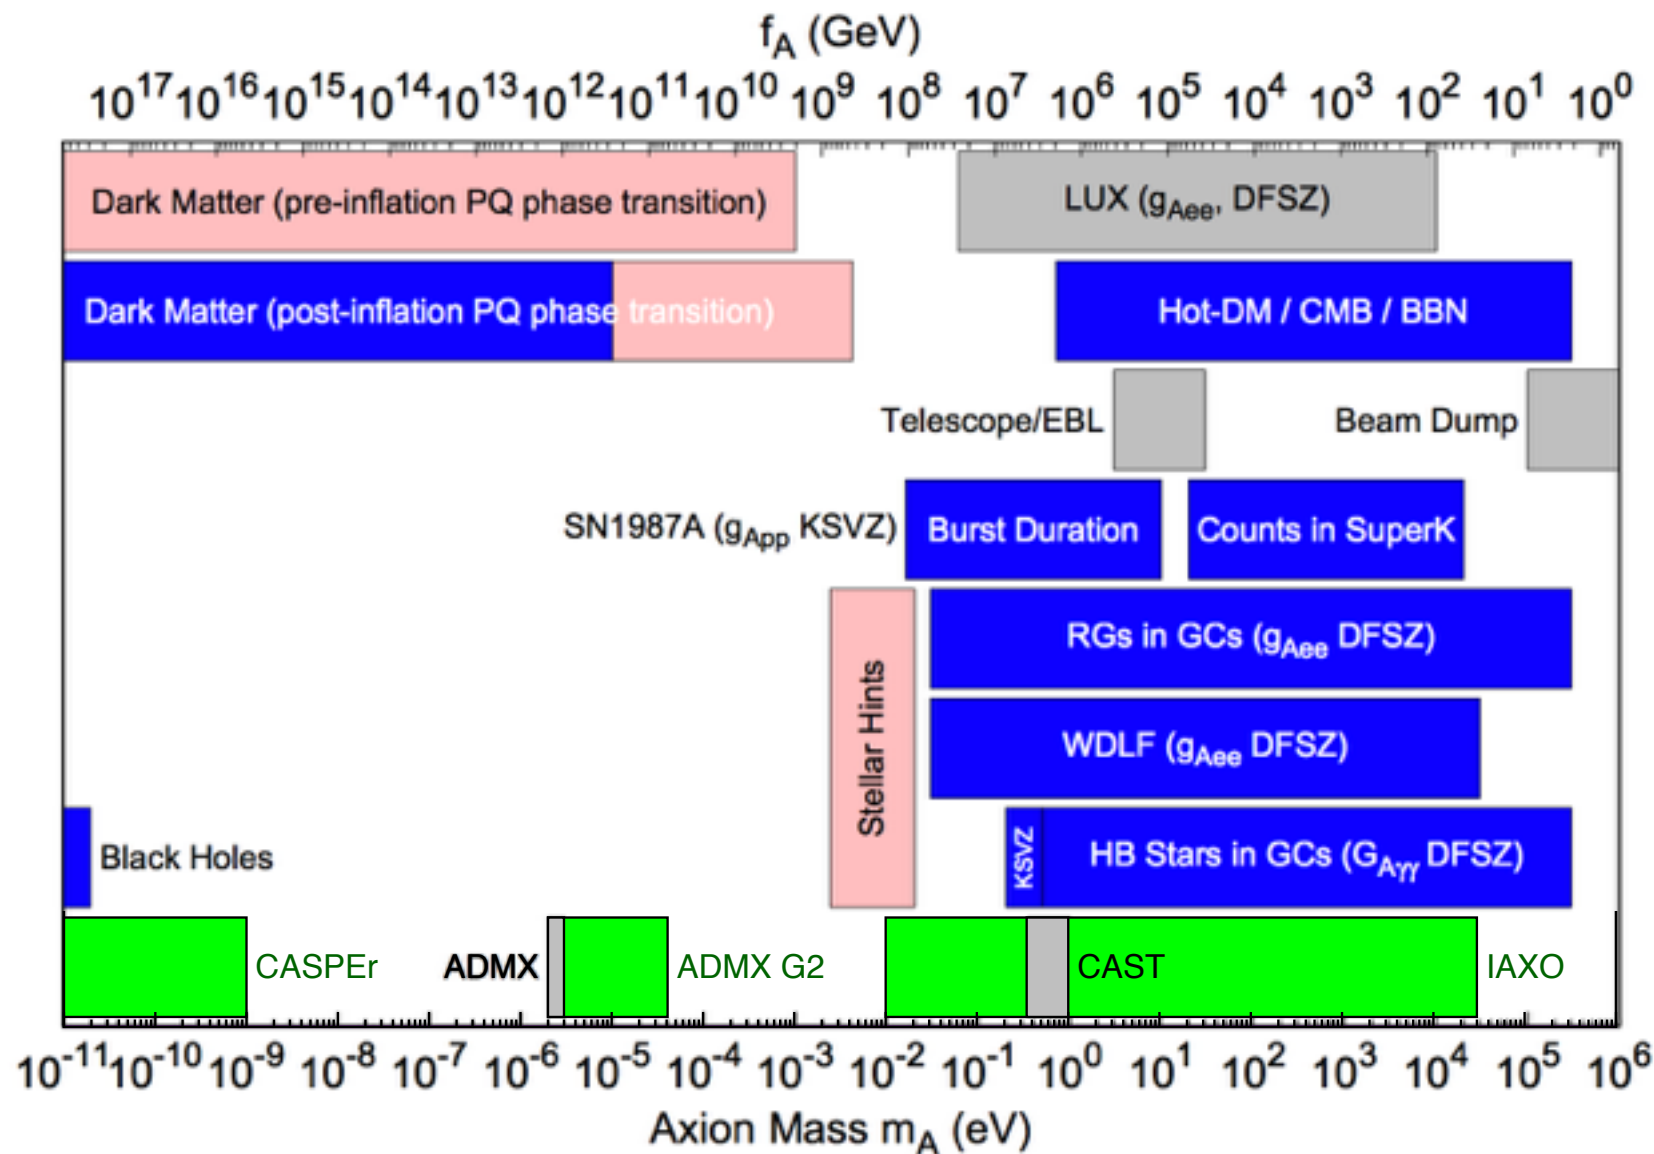 f_A (GeV)
10^17 10^16 10^15 10^14 10^13 10^12 10^11 10^10 10^9 10^8 10^7 10^6 10^5 10^4 10^3 10^2 10^1 10^0
Dark Matter (pre-inflation PQ phase transition)
LUX (g_Aee, DFSZ)
Dark Matter (post-inflation PQ phase transition)
Hot-DM / CMB / BBN
Telescope/EBL
Beam Dump
SN1987A (g_App KSVZ)
Burst Duration
Counts in SuperK
RGs in GCs (g_Aee DFSZ)
Stellar Hints
WDLF (g_Aee DFSZ)
Black Holes
KSVZ
HB Stars in GCs (G_Aγγ DFSZ)
CASPEr
ADMX
ADMX G2
CAST
IAXO
10^-11 10^-10 10^-9 10^-8 10^-7 10^-6 10^-5 10^-4 10^-3 10^-2 10^-1 10^0 10^1 10^2 10^3 10^4 10^5 10^6
Axion Mass m_A (eV)